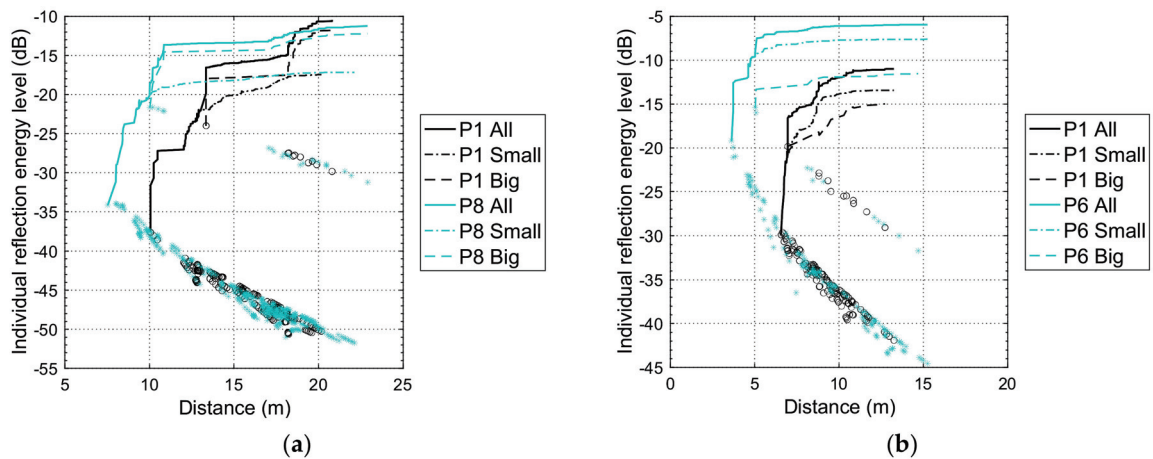 Individual reflection energy level (dB)
-10
-15
-20
-25
-30
-35
-40
-45
-50
-55
5
10
15
20
25
Distance (m)
P1 All
P1 Small
P1 Big
P8 All
P8 Small
P8 Big
(a)
Individual reflection energy level (dB)
-5
-10
-15
-20
-25
-30
-35
-40
-45
0
5
10
15
20
Distance (m)
P1 All
P1 Small
P1 Big
P6 All
P6 Small
P6 Big
(b)